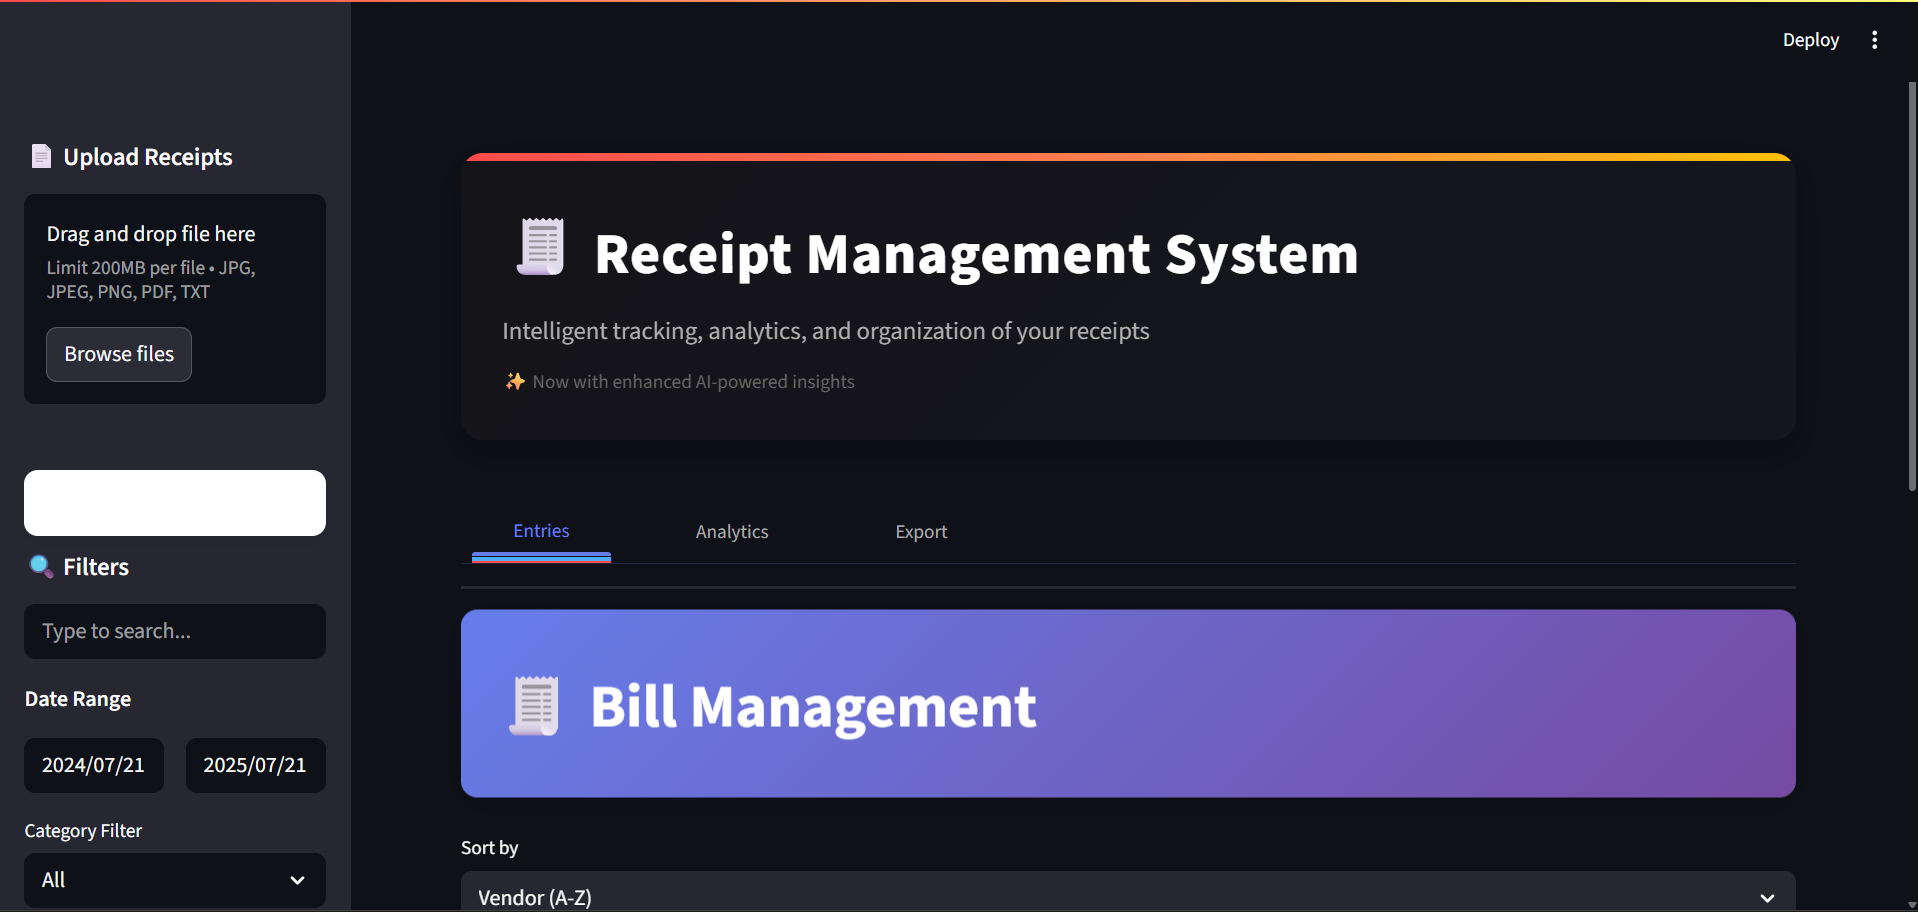 Deploy
Upload Receipts
Drag and drop file here
Limit 200MB per file • JPG,
JPEG, PNG, PDF, TXT
Browse files
Filters
Type to search...
Date Range
2024/07/21
2025/07/21
Category Filter
All
Receipt Management System
Intelligent tracking, analytics, and organization of your receipts
✨ Now with enhanced AI-powered insights
Entries
Analytics
Export
Bill Management
Sort by
Vendor (A-Z)